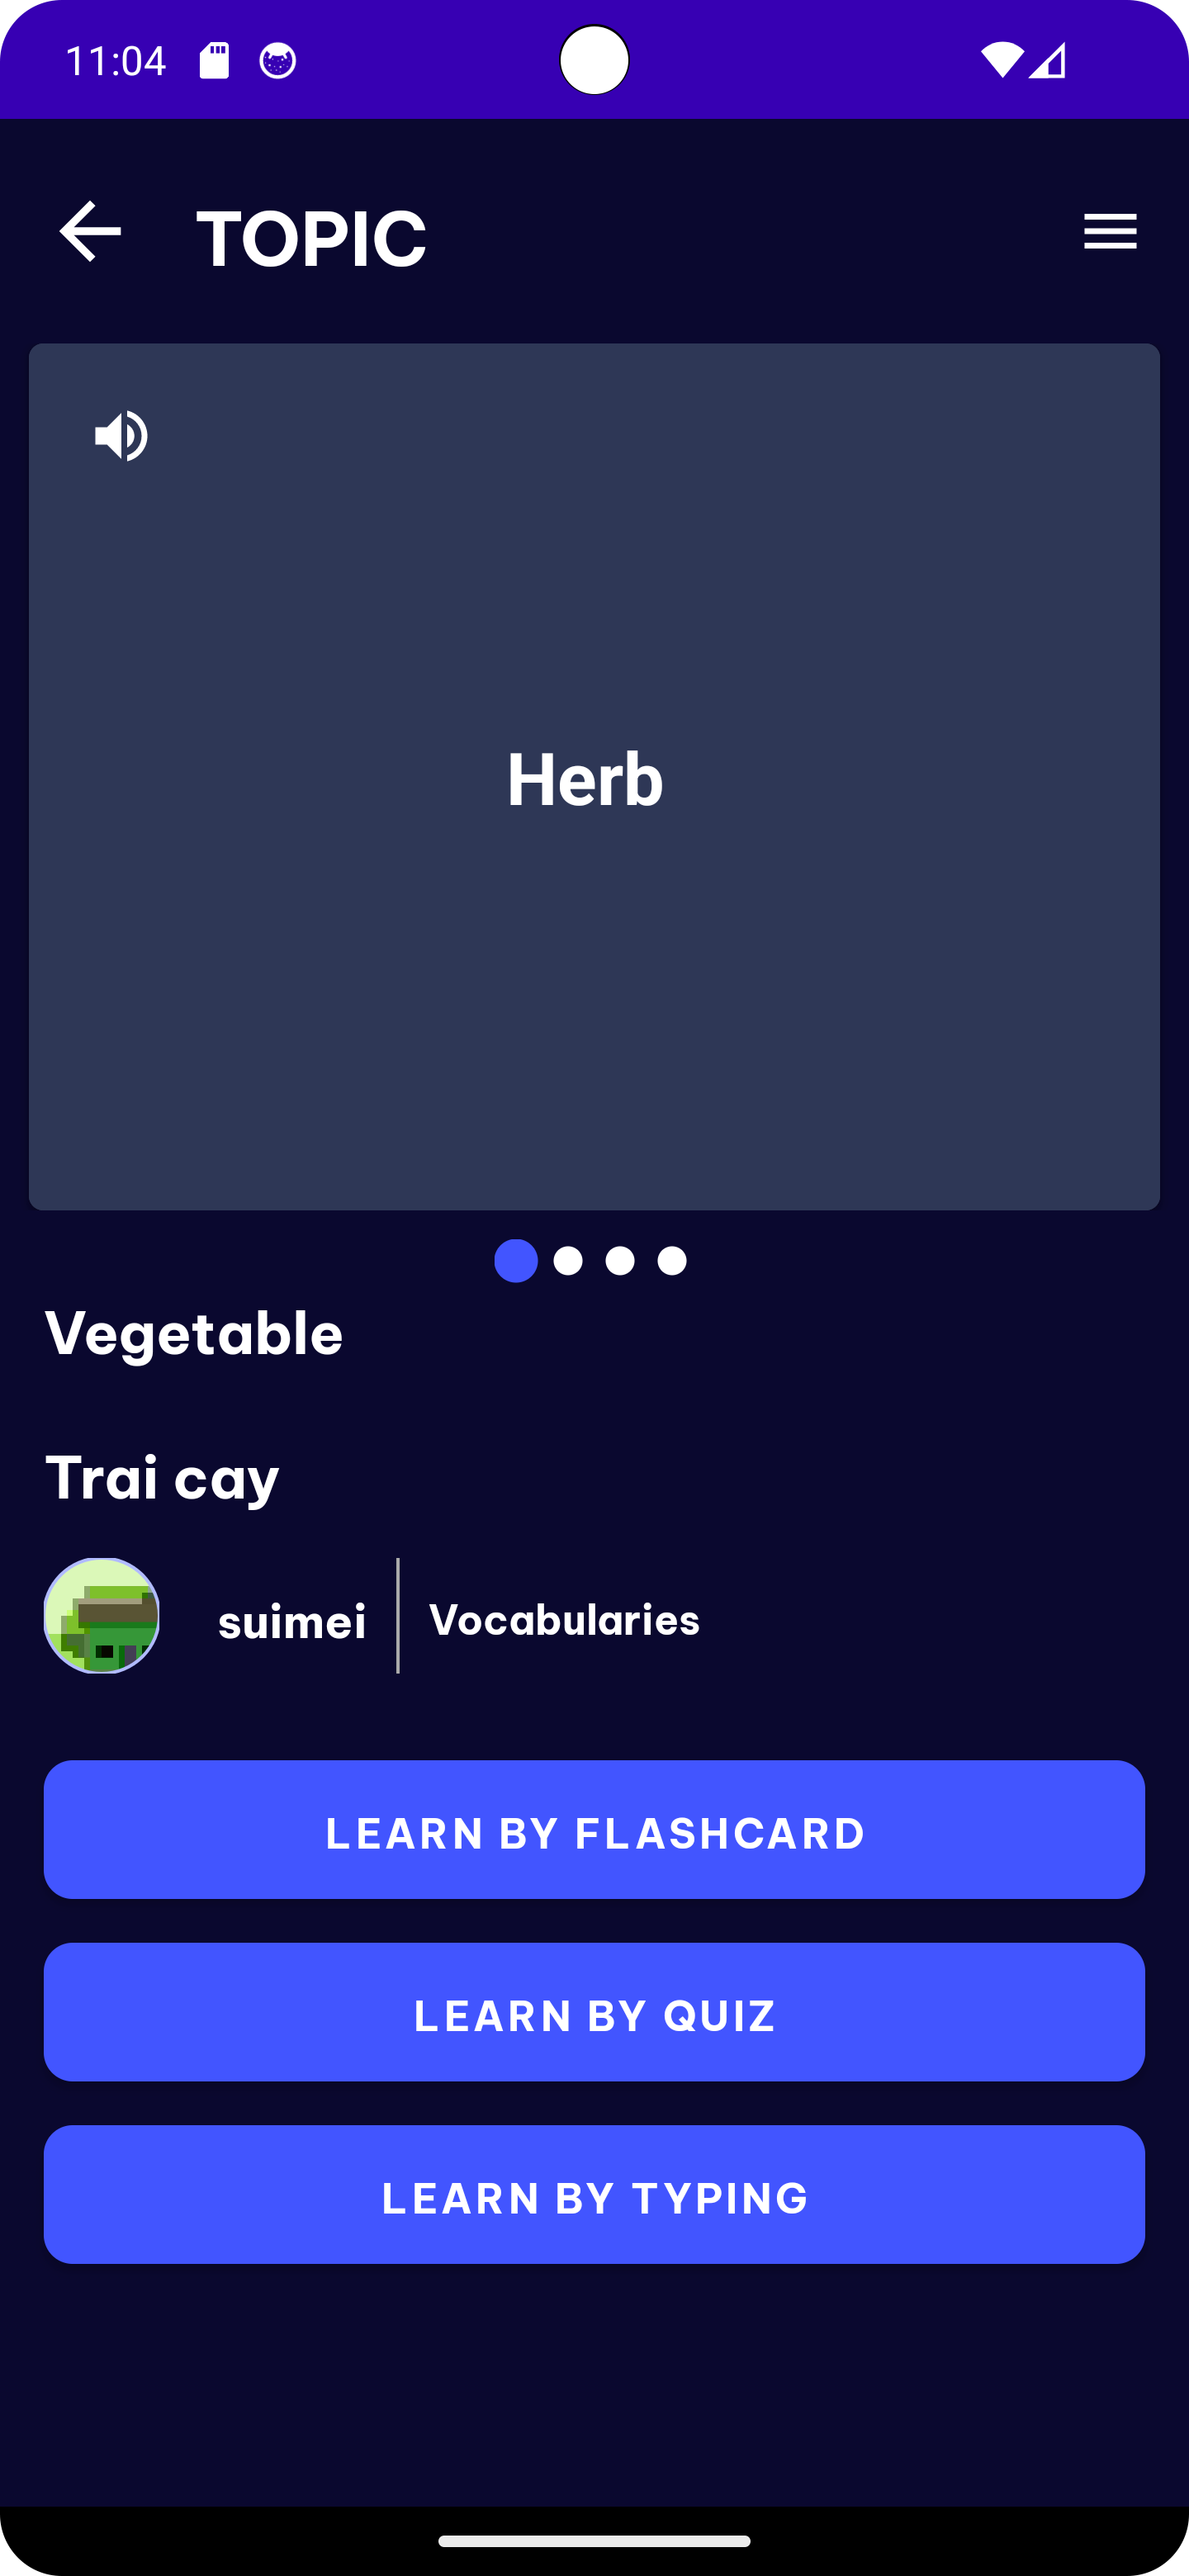 11:04
TOPIC
Herb
Vegetable
Trai cay
suimei
Vocabularies
LEARN BY FLASHCARD
LEARN BY QUIZ
LEARN BY TYPING